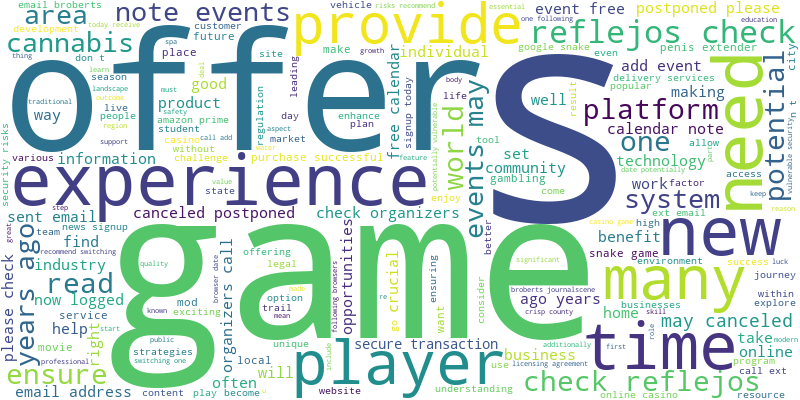 offers
S
game
experience
new
need
many
time
player
provide
reflejos check
area
note events
cannabis
event free
postponed please
penis extender
google snake
individual
add event
delivery services
popular
making
platform
calendar note
one
technology
potential
system
world
events may
free calendar
signup today
good
product
amazon prime
student
way
live
people
information
various
risks
sent email
canceled postponed
check organizers
find
industry
read
now logged
years ago
please check
ensure
email address
help
service
movie
strategies
right
often
local
mod
exciting
organizers call
opportunities
option
trail
legal
offering
unique
website
will
play become
content
secure transaction
business
understanding
go crucial
ensuring
want
consider
use
ago years
snake game
home
businesses
benefit
environment
success
high
ext email
work
factor
access
community
gambling
set
well
tool
come
result
allow
may canceled
take
online
check reflejos
online casino
program
call ext
resource
explore
within
journey
luck
modern
skill
role
first
licensing agreement
additionally
crisp county
broberts journalscene
casino game
significant
better
enjoy
feature
life
body
day
market
plan
enhance
leading
make
growth
vehicle
risks recommend
essential
one following
education
city
n t
vulnerable security
date potentially
potentially vulnerable
keep
reason
part
even
site
spa
customer
future
place
casino
challenge
without
regulation
purchase successful
state
value
aspect
call add
safety
must
deal
email broberts
today receive
development
don t
season
thing
learn
landscape
outcome
traditional
region
support
security risks
step
team
news signup
recommend switching
great
quality
known
browser date
following browsers
made
mean
re
public
start
professional
switching one